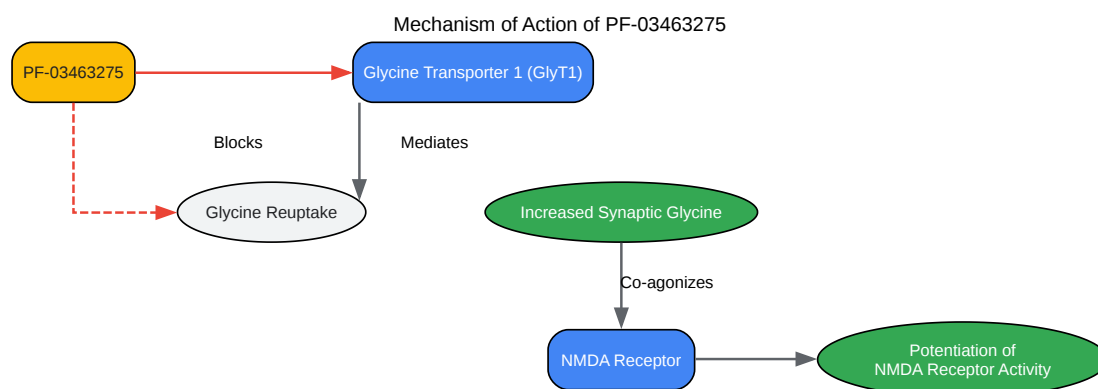 Mechanism of Action of PF-03463275
PF-03463275
Glycine Transporter 1 (GlyT1)
Blocks
Mediates
Glycine Reuptake
Increased Synaptic Glycine
Co-agonizes
NMDA Receptor
Potentiation of
NMDA Receptor Activity